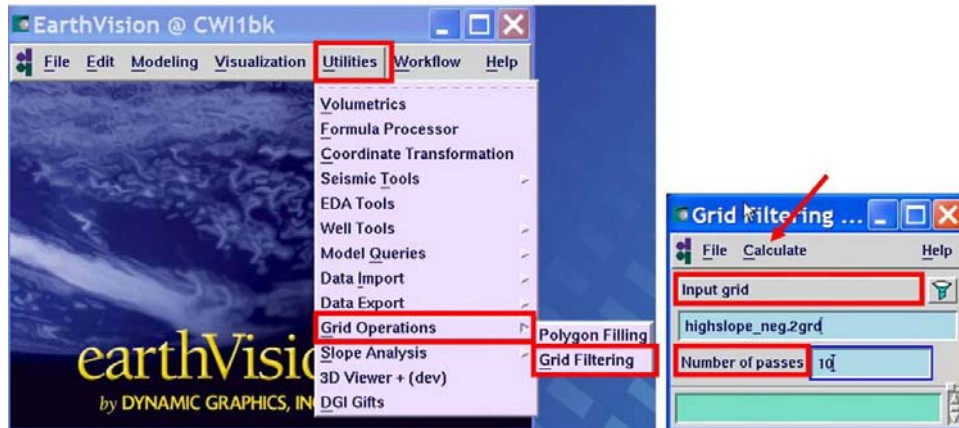 EarthVision @ CWI1bk
File Edit Modeling Visualization Utilities Workflow Help
Volumetrics
Formula Processor
Coordinate Transformation
Seismic Tools
EDA Tools
Well Tools
Model Queries
Data Import
Data Export
Grid Operations
Polygon Filling
Slope Analysis
Grid Filtering
3D Viewer + (dev)
DGI Gifts
by DYNAMIC GRAPHICS,
Grid Filtering ...
File Calculate Help
Input grid
highslope_neg.2grd
Number of passes 10